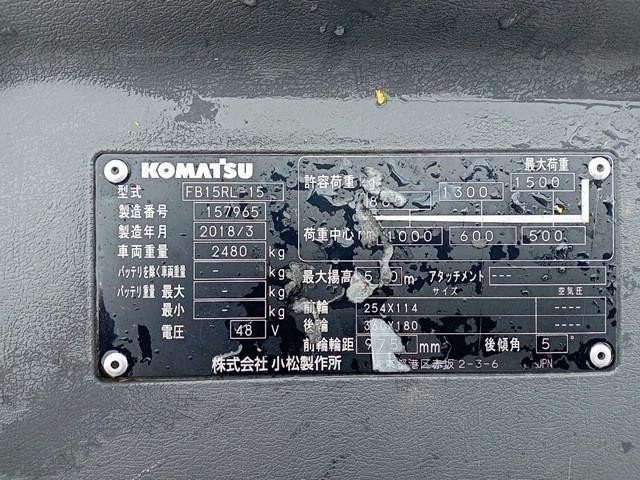 KOMATSU
型式 FB15RL-15
製造番号 157965
製造年月 2018/3
車両重量 2480 kg
バッテリを除く車両重量 - kg
バッテリ重量 最大 - kg
最小 - kg
電圧 48 V
最大荷重
許容荷重 1300 1500
荷重中心 mm 1000 600 500
最大揚高 m アタッチメント ---
サイズ 空気圧
前輪 254X114 ----
後輪 360X180 ----
前輪輪距 975 mm 後傾角 5°
株式会社 小松製作所 港区赤坂 2-3-6 JPN